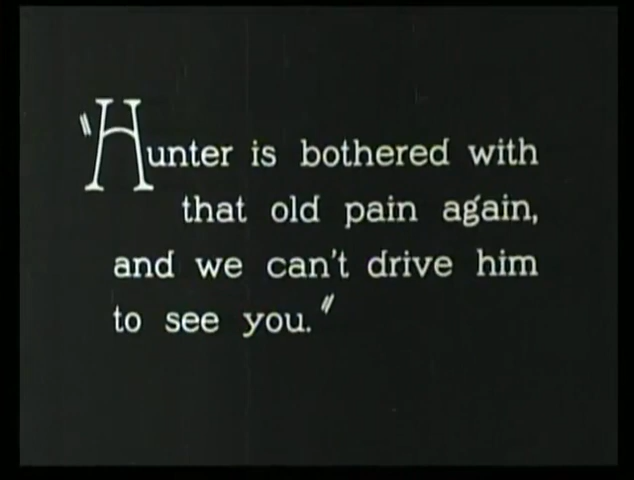 "Hunter is bothered with
that old pain again,
and we can't drive him
to see you."